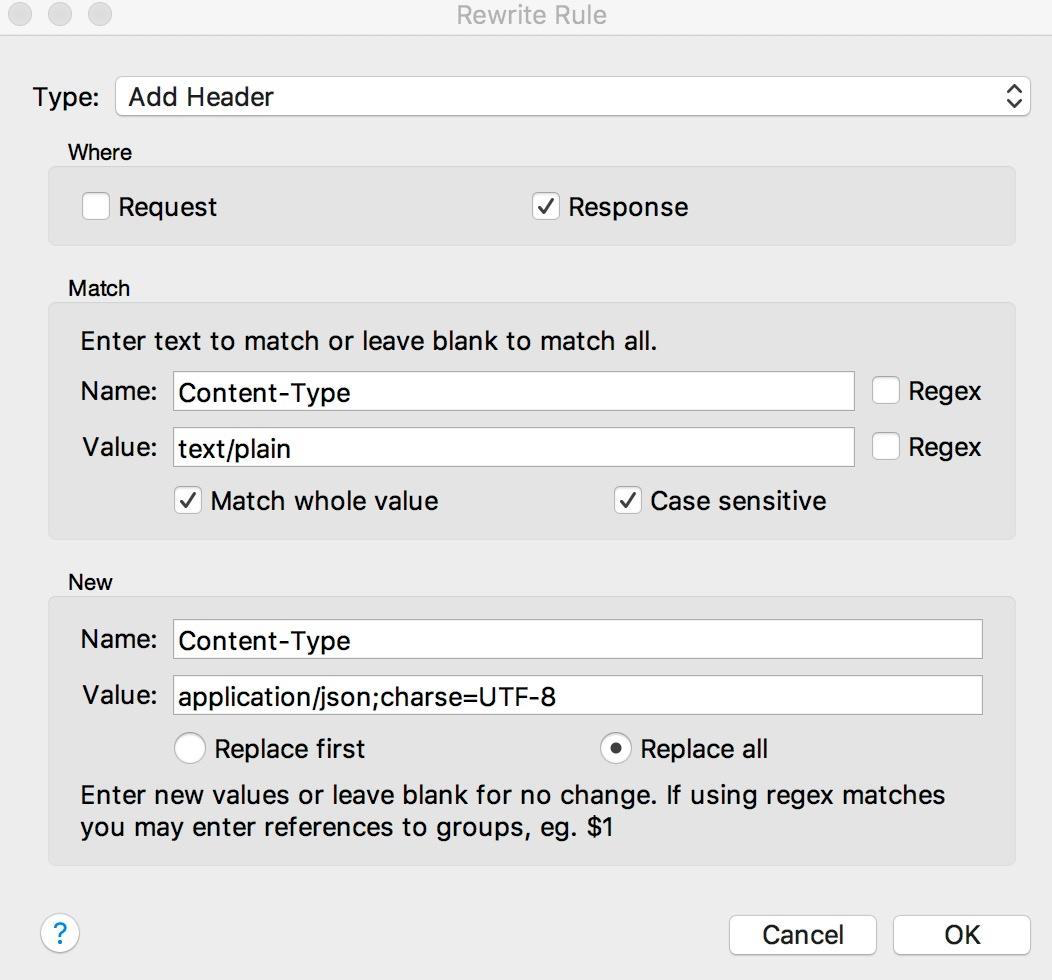 Rewrite Rule
Type: Add Header
Where
Request Response
Match
Enter text to match or leave blank to match all.
Name: Content-Type Regex
Value: text/plain Regex
Match whole value Case sensitive
New
Name: Content-Type
Value: application/json;charse=UTF-8
Replace first Replace all
Enter new values or leave blank for no change. If using regex matches
you may enter references to groups, eg. $1
? Cancel OK